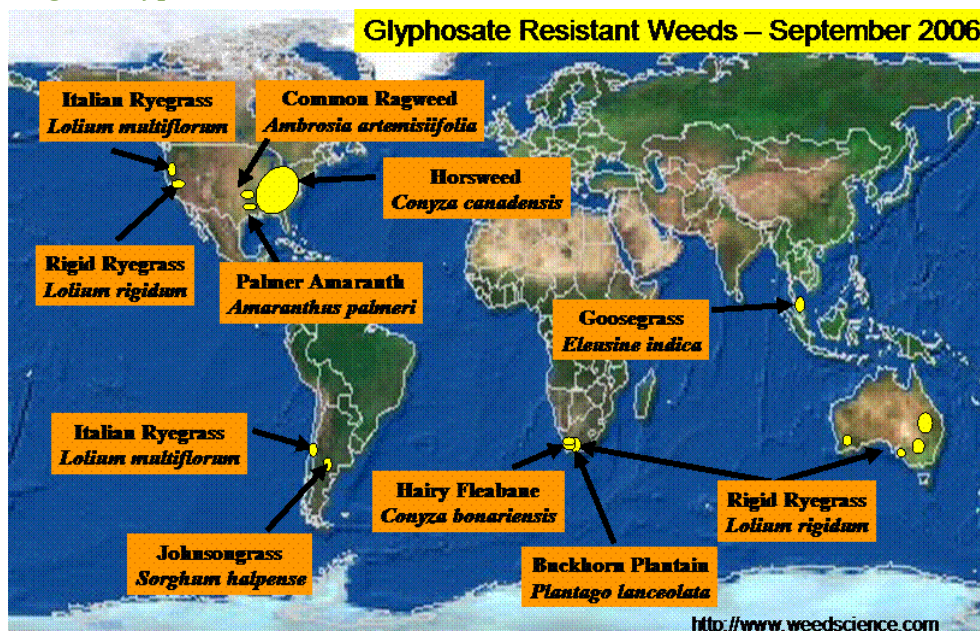 Glyphosate Resistant Weeds – September 2006
Italian Ryegrass
Lolium multiflorum
Common Ragweed
Ambrosia artemisiifolia
Horsweed
Conyza canadensis
Rigid Ryegrass
Lolium rigidum
Palmer Amaranth
Amaranthus palmeri
Goosegrass
Eleusine indica
Italian Ryegrass
Lolium multiflorum
Hairy Fleabane
Conyza bonariensis
Rigid Ryegrass
Lolium rigidum
Johnsongrass
Sorghum halpense
Buckhorn Plantain
Plantago lanceolata
http://www.weedscience.com